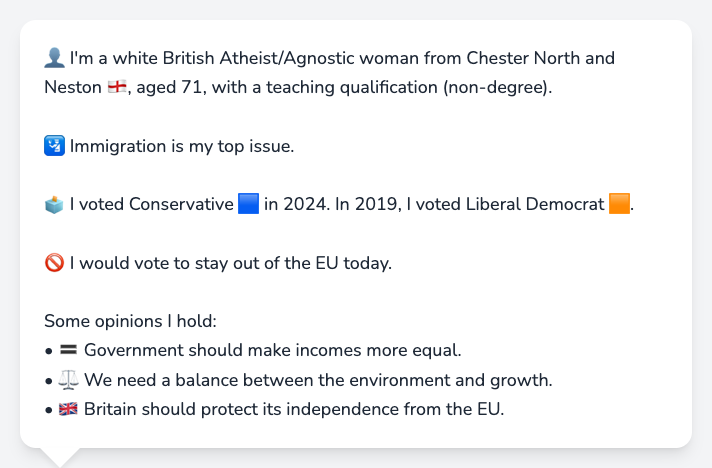 👤 I'm a white British Atheist/Agnostic woman from Chester North and
Neston 🏴󠁧󠁢󠁥󠁮󠁧󠁿, aged 71, with a teaching qualification (non-degree).
🛂 Immigration is my top issue.
🗳️ I voted Conservative 🟦 in 2024. In 2019, I voted Liberal Democrat 🟧.
🚫 I would vote to stay out of the EU today.
Some opinions I hold:
• 🟰 Government should make incomes more equal.
• ⚖️ We need a balance between the environment and growth.
• 🇬🇧 Britain should protect its independence from the EU.